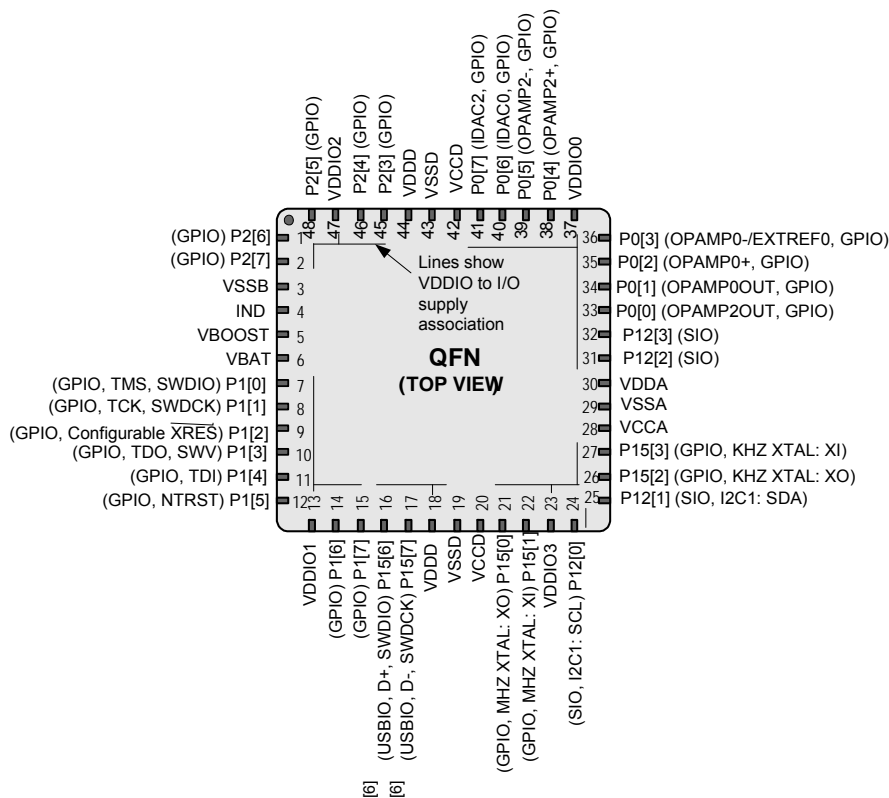 P2[5] (GPIO)
VDDIO2
P2[4] (GPIO)
P2[3] (GPIO)
VDDD
VSSD
VCCD
P0[7] (IDAC2, GPIO)
P0[6] (IDAC0, GPIO)
P0[5] (OPAMP2-, GPIO)
P0[4] (OPAMP2+, GPIO)
VDDIO0
48
47
46
45
44
43
42
41
40
39
38
37
(GPIO) P2[6] 1
(GPIO) P2[7] 2
VSSB 3
IND 4
VBOOST 5
VBAT 6
(GPIO, TMS, SWDIO) P1[0] 7
(GPIO, TCK, SWDCK) P1[1] 8
(GPIO, Configurable XRES) P1[2] 9
(GPIO, TDO, SWV) P1[3] 10
(GPIO, TDI) P1[4] 11
(GPIO, NTRST) P1[5] 12
Lines show
VDDIO to I/O
supply
association
QFN
(TOP VIEW)
36 P0[3] (OPAMP0-/EXTREF0, GPIO)
35 P0[2] (OPAMP0+, GPIO)
34 P0[1] (OPAMP0OUT, GPIO)
33 P0[0] (OPAMP2OUT, GPIO)
32 P12[3] (SIO)
31 P12[2] (SIO)
30 VDDA
29 VSSA
28 VCCA
27 P15[3] (GPIO, KHZ XTAL: XI)
26 P15[2] (GPIO, KHZ XTAL: XO)
25 P12[1] (SIO, I2C1: SDA)
13
14
15
16
17
18
19
20
21
22
23
24
VDDIO1
(GPIO) P1[6]
(GPIO) P1[7]
(USBIO, D+, SWDIO) P15[6]
(USBIO, D-, SWDCK) P15[7]
VDDD
VSSD
VCCD
(GPIO, MHZ XTAL: XO) P15[0]
(GPIO, MHZ XTAL: XI) P15[1]
VDDIO3
(SIO, I2C1: SCL) P12[0]
[6]
[6]